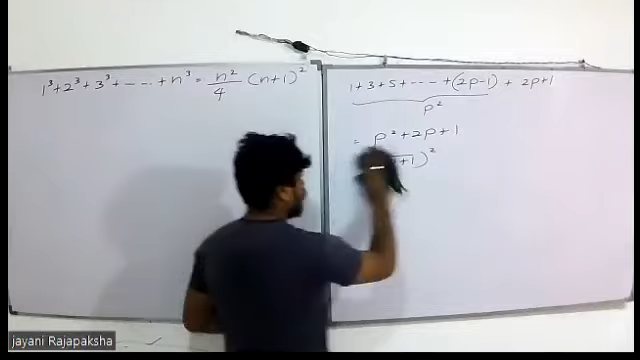 1³+2³+3³+-----+n³ = n²/4 (n+1)²
1+3+5+-----+(2p-1) + 2p+1
p²
= p²+2p+1
+1)²
jayani Rajapaksha